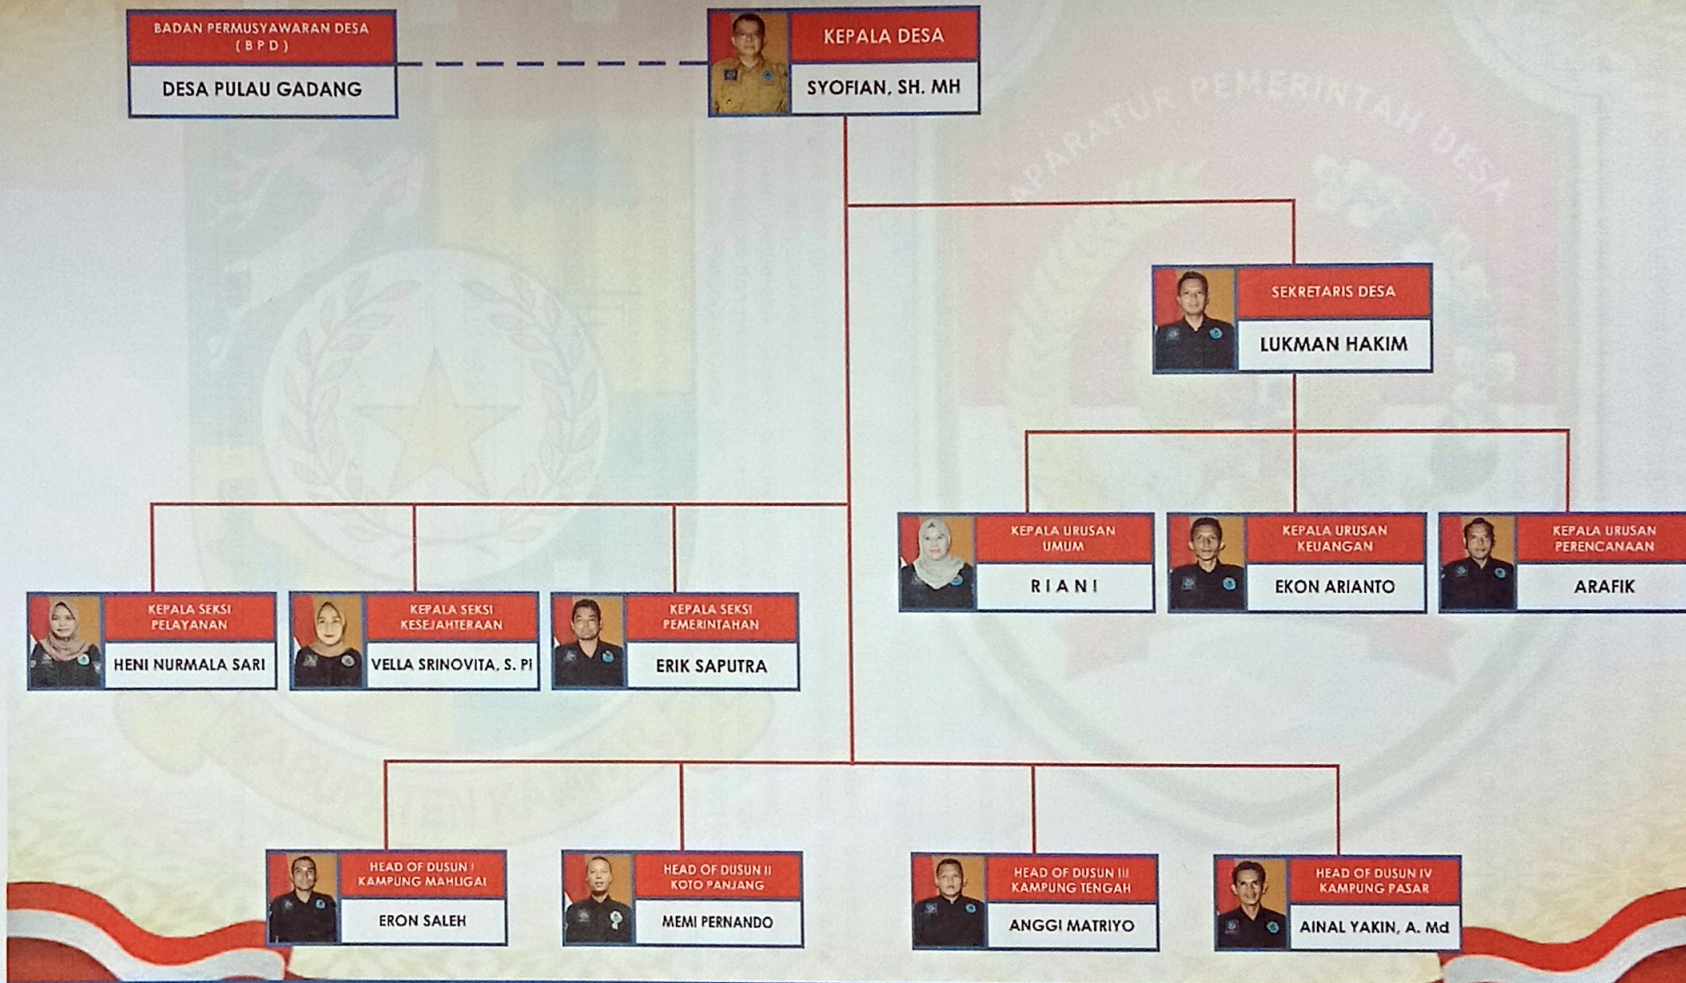 BADAN PERMUSYAWARAN DESA
( B P D )
DESA PULAU GADANG
KEPALA DESA
SYOFIAN, SH. MH
APARATUR PEMERINTAH DESA
SEKRETARIS DESA
LUKMAN HAKIM
KEPALA URUSAN
UMUM
R I A N I
KEPALA URUSAN
KEUANGAN
EKON ARIANTO
KEPALA URUSAN
PERENCANAAN
ARAFIK
KEPALA SEKSI
PELAYANAN
HENI NURMALA SARI
KEPALA SEKSI
KESEJAHTERAAN
VELLA SRINOVITA, S. Pi
KEPALA SEKSI
PEMERINTAHAN
ERIK SAPUTRA
HEAD OF DUSUN I
KAMPUNG MAHLIGAI
ERON SALEH
HEAD OF DUSUN II
KOTO PANJANG
MEMI PERNANDO
HEAD OF DUSUN III
KAMPUNG TENGAH
ANGGI MATRIYO
HEAD OF DUSUN IV
KAMPUNG PASAR
AINAL YAKIN, A. Md